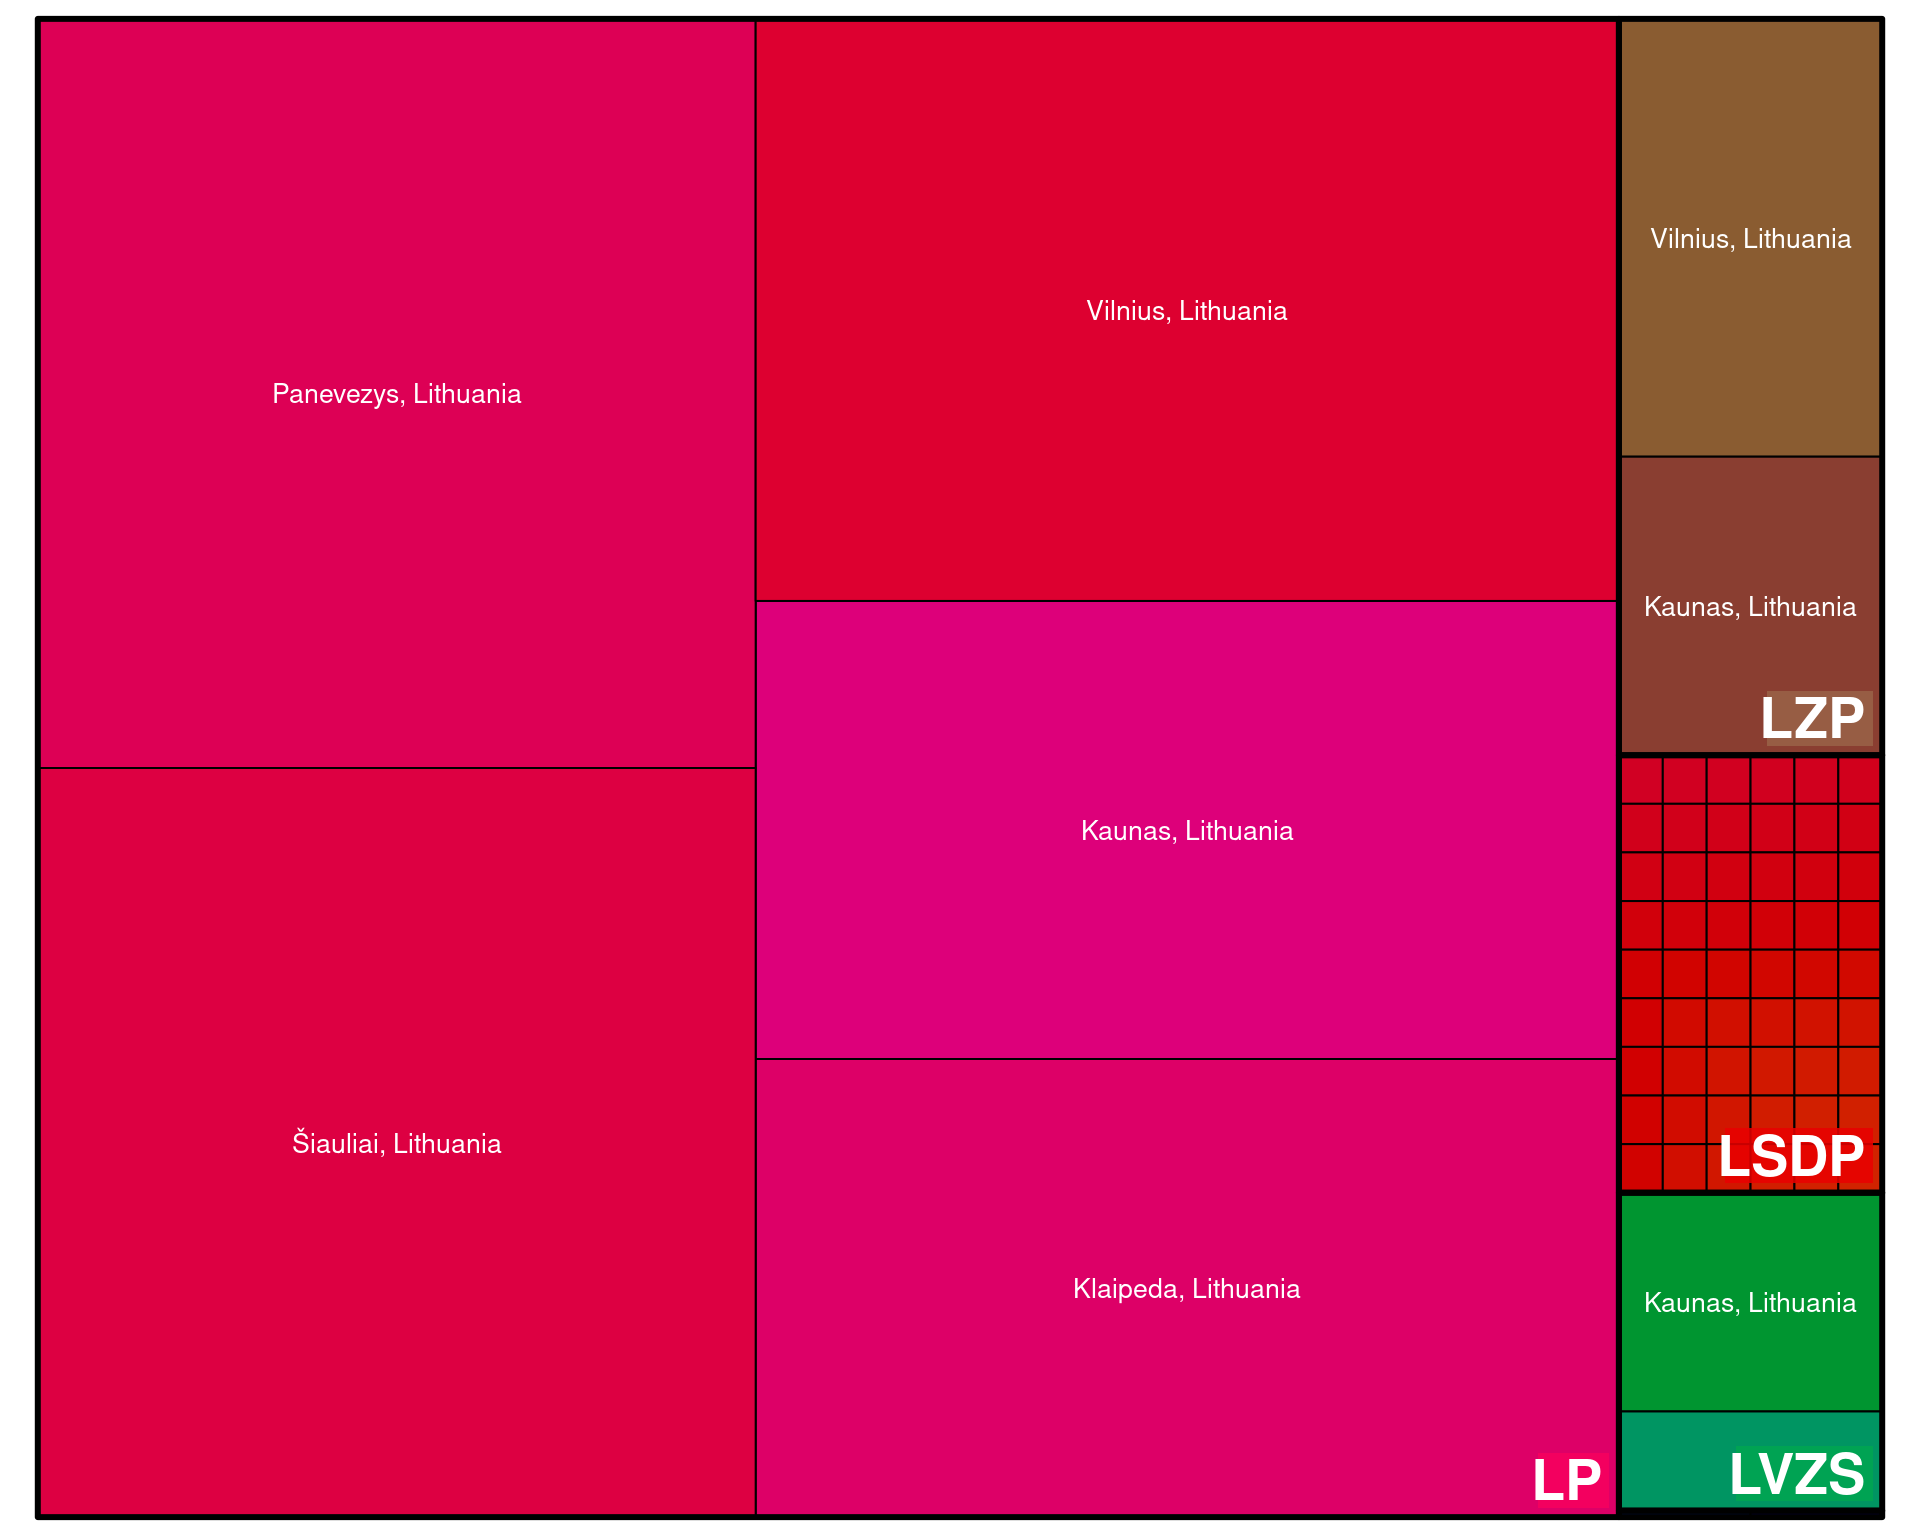 Panevezys, Lithuania
Šiauliai, Lithuania
Vilnius, Lithuania
Kaunas, Lithuania
Klaipeda, Lithuania
LP
Vilnius, Lithuania
Kaunas, Lithuania
LZP
LSDP
Kaunas, Lithuania
LVZS